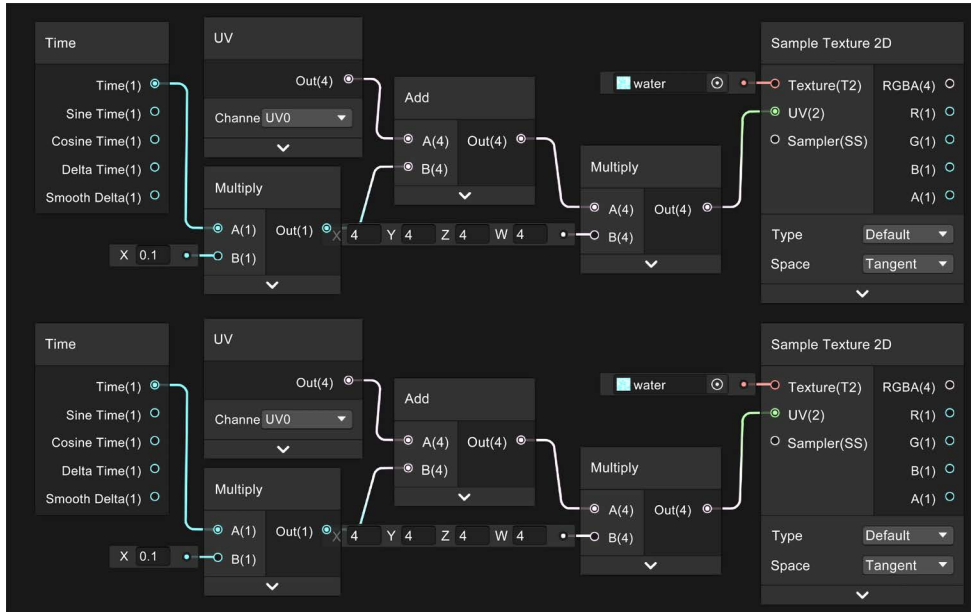 Time
Time(1)
Sine Time(1)
Cosine Time(1)
Delta Time(1)
Smooth Delta(1)
UV
Out(4)
Channe UV0
Multiply
A(1) Out(1)
B(1)
X 0.1
Add
A(4) Out(4)
B(4)
X 4 Y 4 Z 4 W 4
Multiply
A(4) Out(4)
B(4)
water
Sample Texture 2D
Texture(T2) RGBA(4)
UV(2) R(1)
Sampler(SS) G(1)
B(1)
A(1)
Type Default
Space Tangent
Time
Time(1)
Sine Time(1)
Cosine Time(1)
Delta Time(1)
Smooth Delta(1)
UV
Out(4)
Channe UV0
Multiply
A(1) Out(1)
B(1)
X 0.1
Add
A(4) Out(4)
B(4)
X 4 Y 4 Z 4 W 4
Multiply
A(4) Out(4)
B(4)
water
Sample Texture 2D
Texture(T2) RGBA(4)
UV(2) R(1)
Sampler(SS) G(1)
B(1)
A(1)
Type Default
Space Tangent